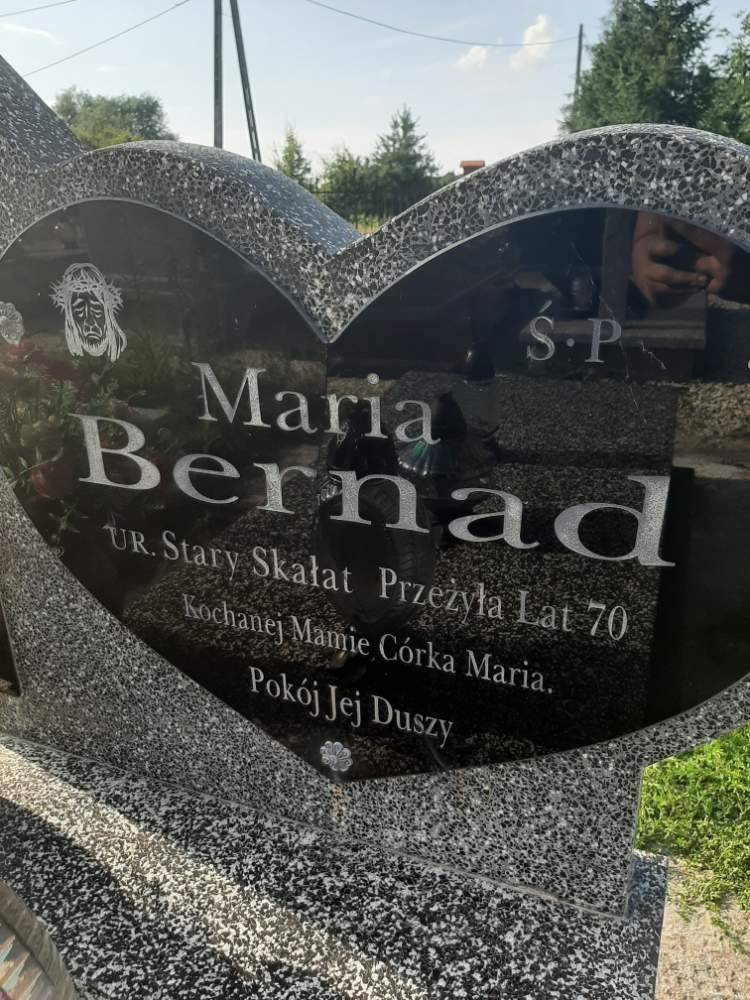 Ś.P
Maria
Bernad
UR. Stary Skałat Przeżyła Lat 70
Kochanej Mamie Córka Maria.
Pokój Jej Duszy